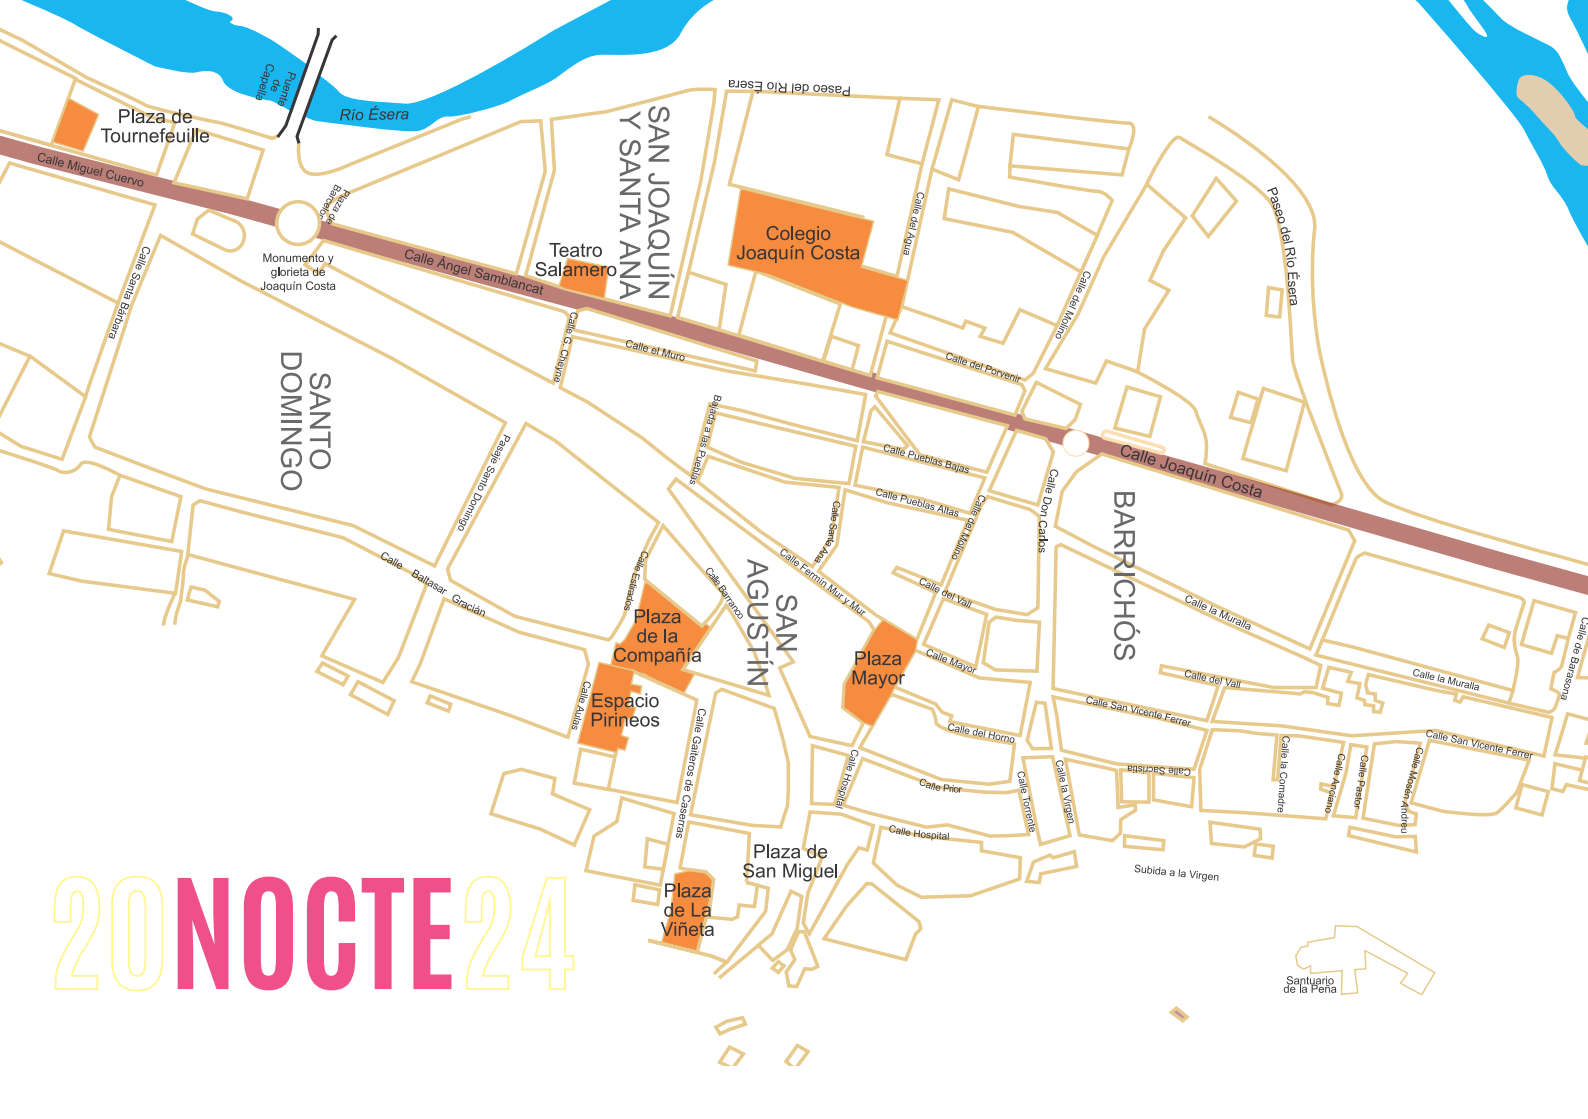 Puente
de
Capella
Río Ésera
Paseo del Río Ésera
Plaza de
Tournefeuille
Calle Miguel Cuervo
Plaza de
Monumento y
glorieta de
Joaquín Costa
Calle Ángel Samblancat
Teatro
Salamero
SAN JOAQUÍN
Y SANTA ANA
Colegio
Joaquín Costa
Calle del Agua
Calle del Molino
Paseo del Río Ésera
Calle Santa Bárbara
SANTO
DOMINGO
Calle G. Cheyne
Calle el Muro
Calle del Porvenir
Bajada a las Pueblas
Calle Pueblas Bajas
Calle Pueblas Altas
Calle Joaquín Costa
Pasaje Santo Domingo
Calle Santa Ana
Calle del Molino
Calle Don Carlos
BARRICHÓS
Calle Baltasar Gracián
Calle Estirados
Calle Barranco
SAN
AGUSTÍN
Calle Fermín Mur y Mur
Calle del Vall
Calle la Muralla
Plaza
de la
Compañía
Plaza
Mayor
Calle Mayor
Calle del Vall
Calle la Muralla
Calle de Barasona
Espacio
Pirineos
Calle Aulas
Calle Gaiteros de Caserras
Calle del Horno
Calle San Vicente Ferrer
Calle San Vicente Ferrer
Calle Hospital
Calle Prior
Calle Torrente
Calle la Virgen
Calle Sacristia
Calle la Comadre
Calle Anciano
Calle Pastor
Calle Mosén Andreu
Calle Hospital
Plaza de
San Miguel
Subida a la Virgen
Plaza
de La
Viñeta
20NOCTE24
Santuario
de la Peña